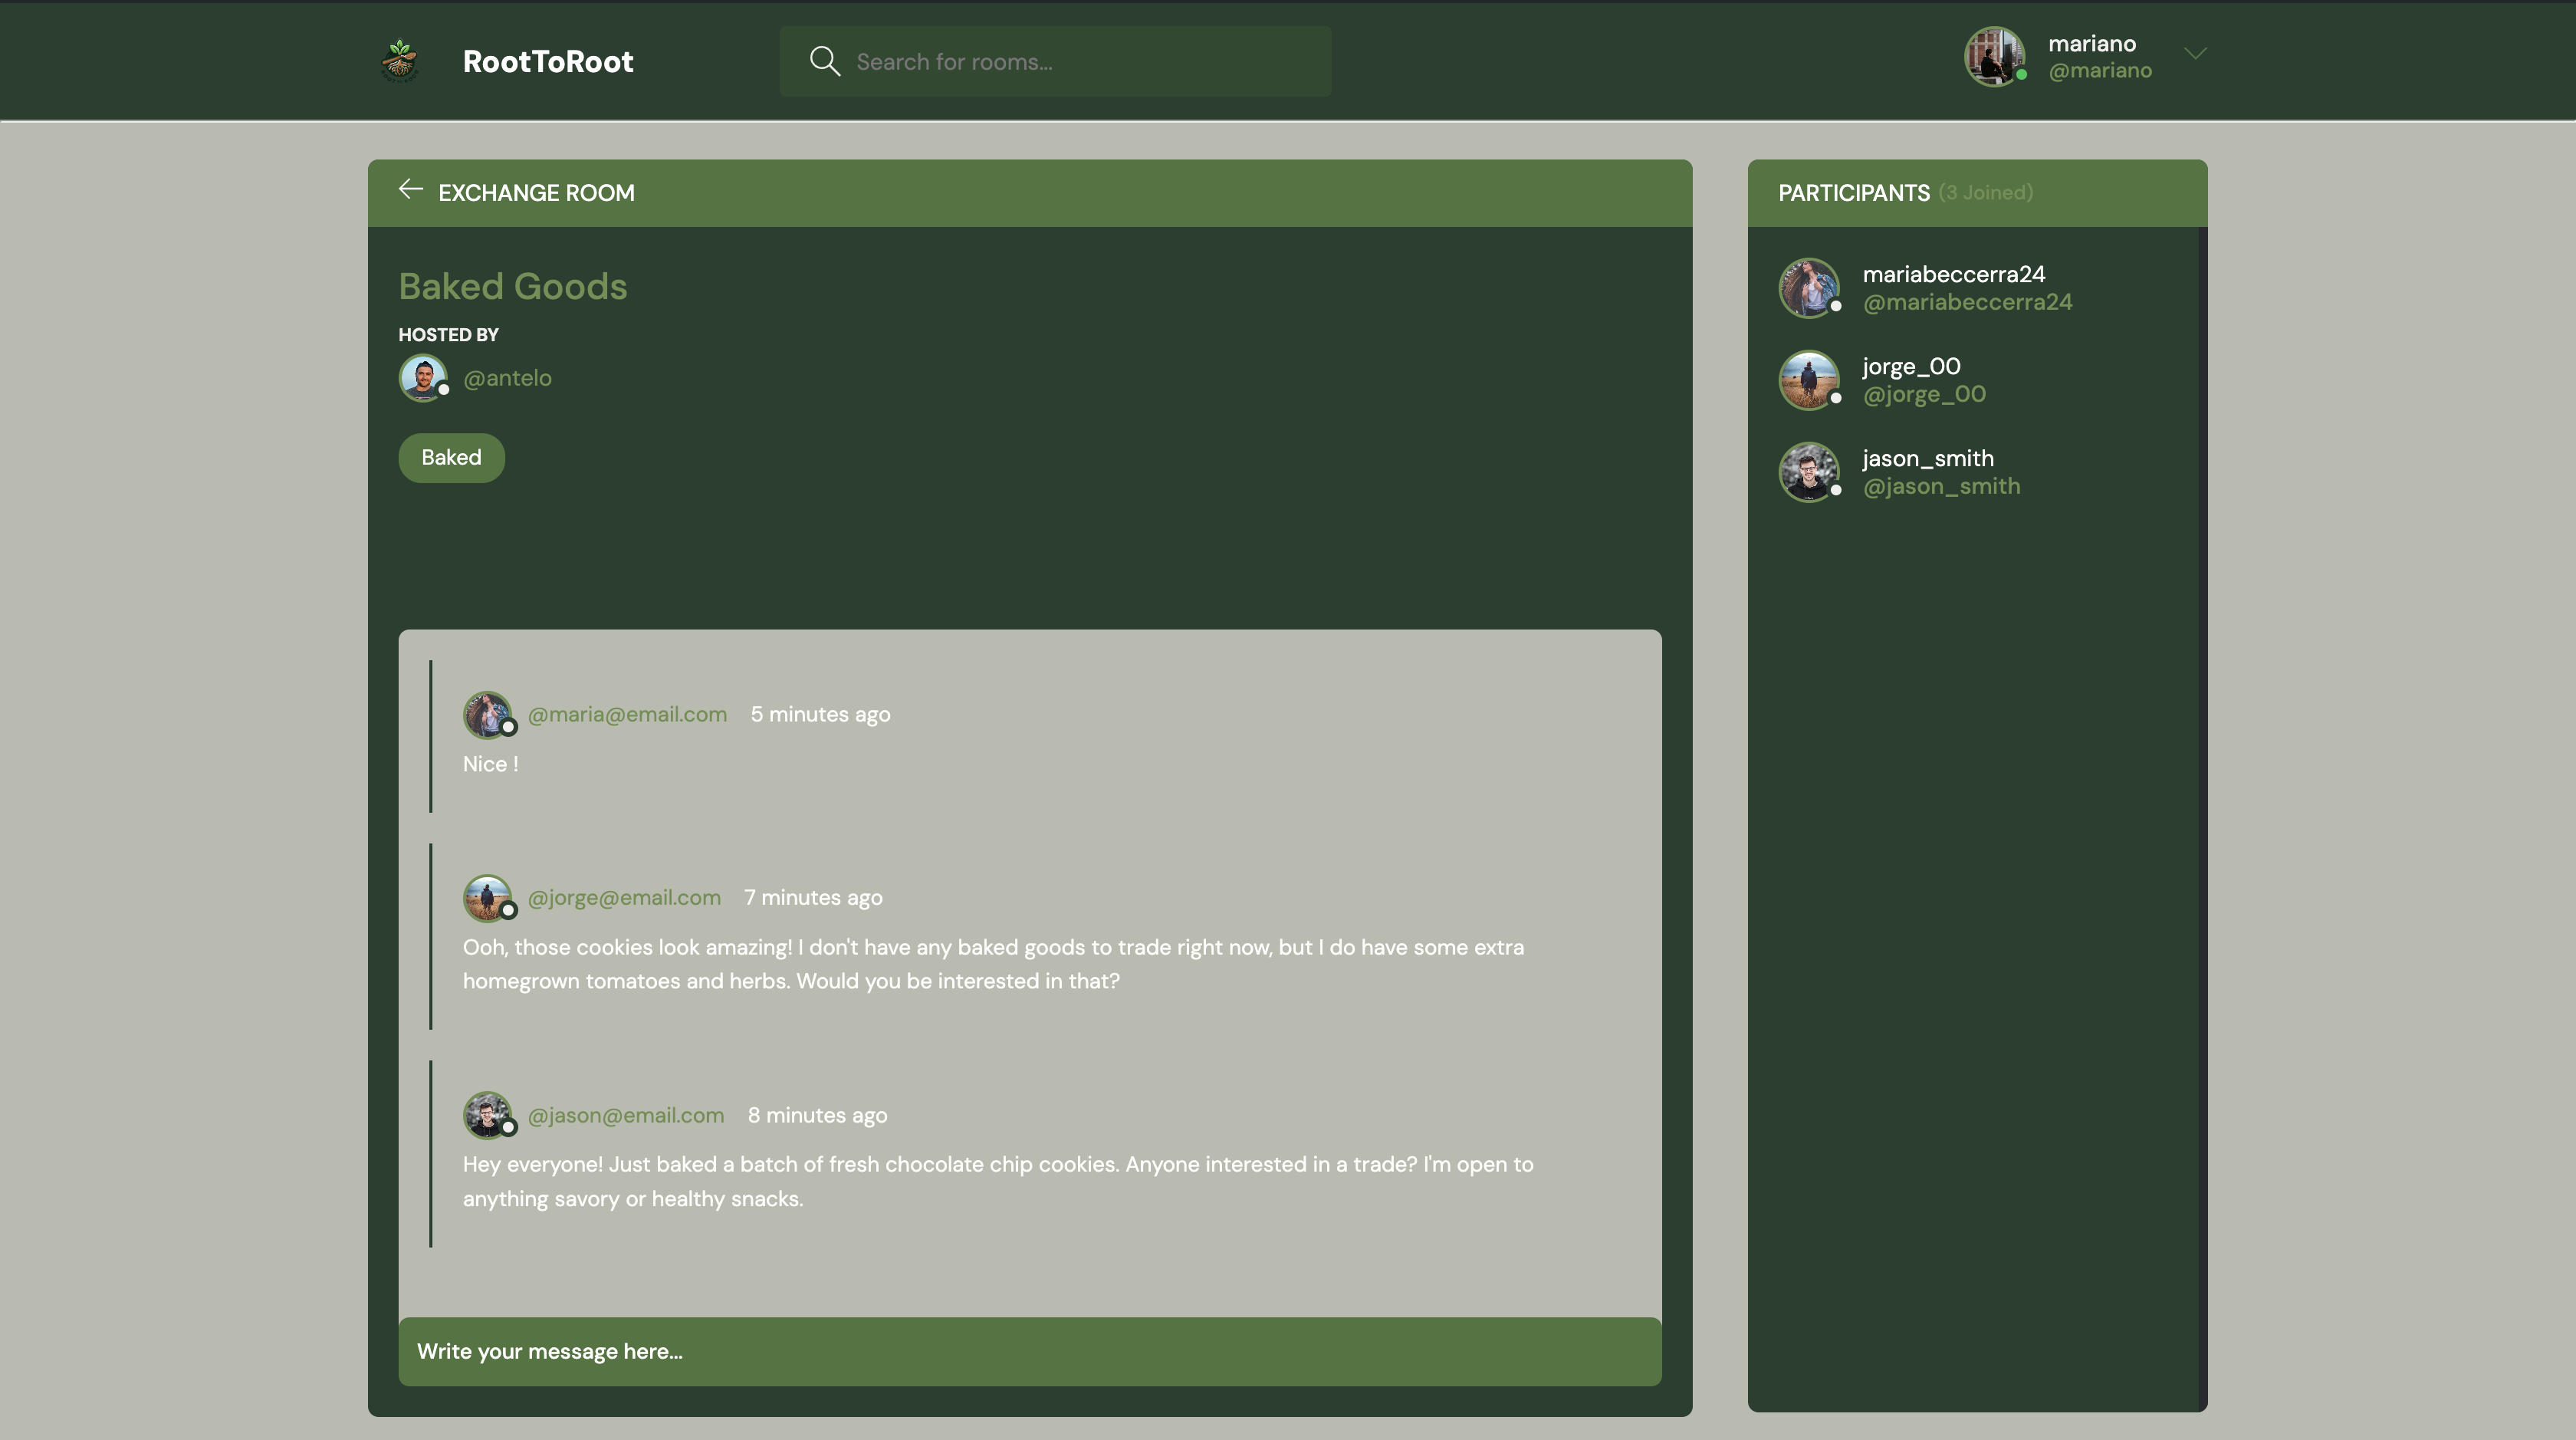 RootToRoot
Search for rooms...
mariano
@mariano
EXCHANGE ROOM
Baked Goods
HOSTED BY
@antelo
Baked
@maria@email.com 5 minutes ago
Nice !
@jorge@email.com 7 minutes ago
Ooh, those cookies look amazing! I don't have any baked goods to trade right now, but I do have some extra
homegrown tomatoes and herbs. Would you be interested in that?
@jason@email.com 8 minutes ago
Hey everyone! Just baked a batch of fresh chocolate chip cookies. Anyone interested in a trade? I'm open to
anything savory or healthy snacks.
Write your message here...
PARTICIPANTS (3 Joined)
mariabeccerra24
@mariabeccerra24
jorge_00
@jorge_00
jason_smith
@jason_smith